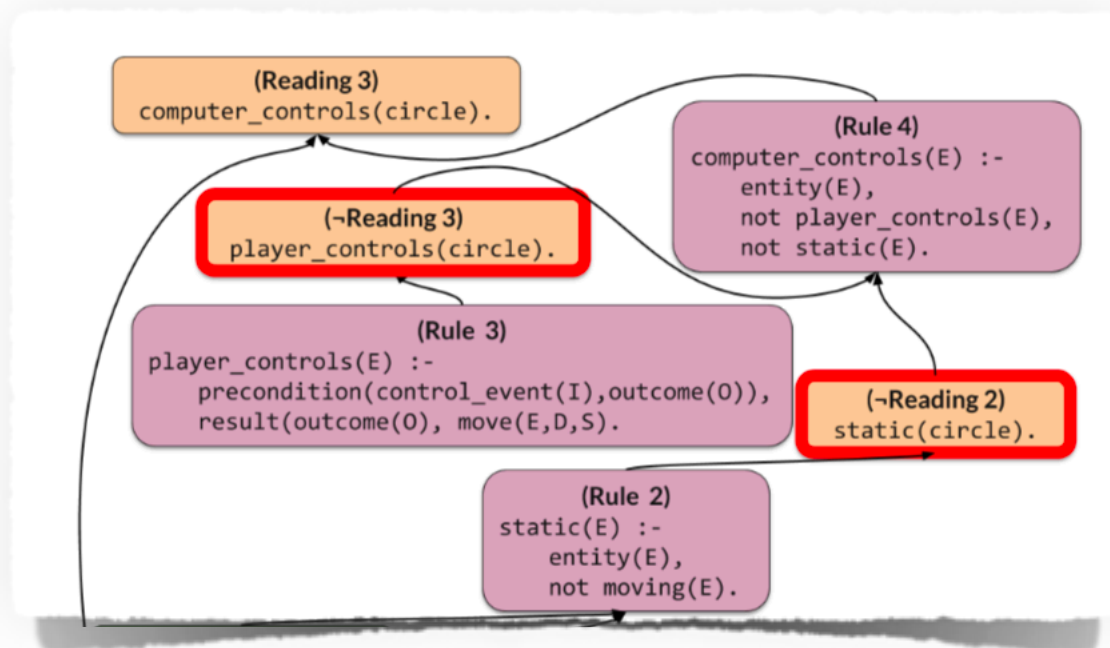 (Reading 3)
computer_controls(circle).
(Rule 4)
computer_controls(E) :-
entity(E),
not player_controls(E),
not static(E).
(¬Reading 3)
player_controls(circle).
(Rule 3)
player_controls(E) :-
precondition(control_event(I),outcome(O)),
result(outcome(O), move(E,D,S).
(¬Reading 2)
static(circle).
(Rule 2)
static(E) :-
entity(E),
not moving(E).